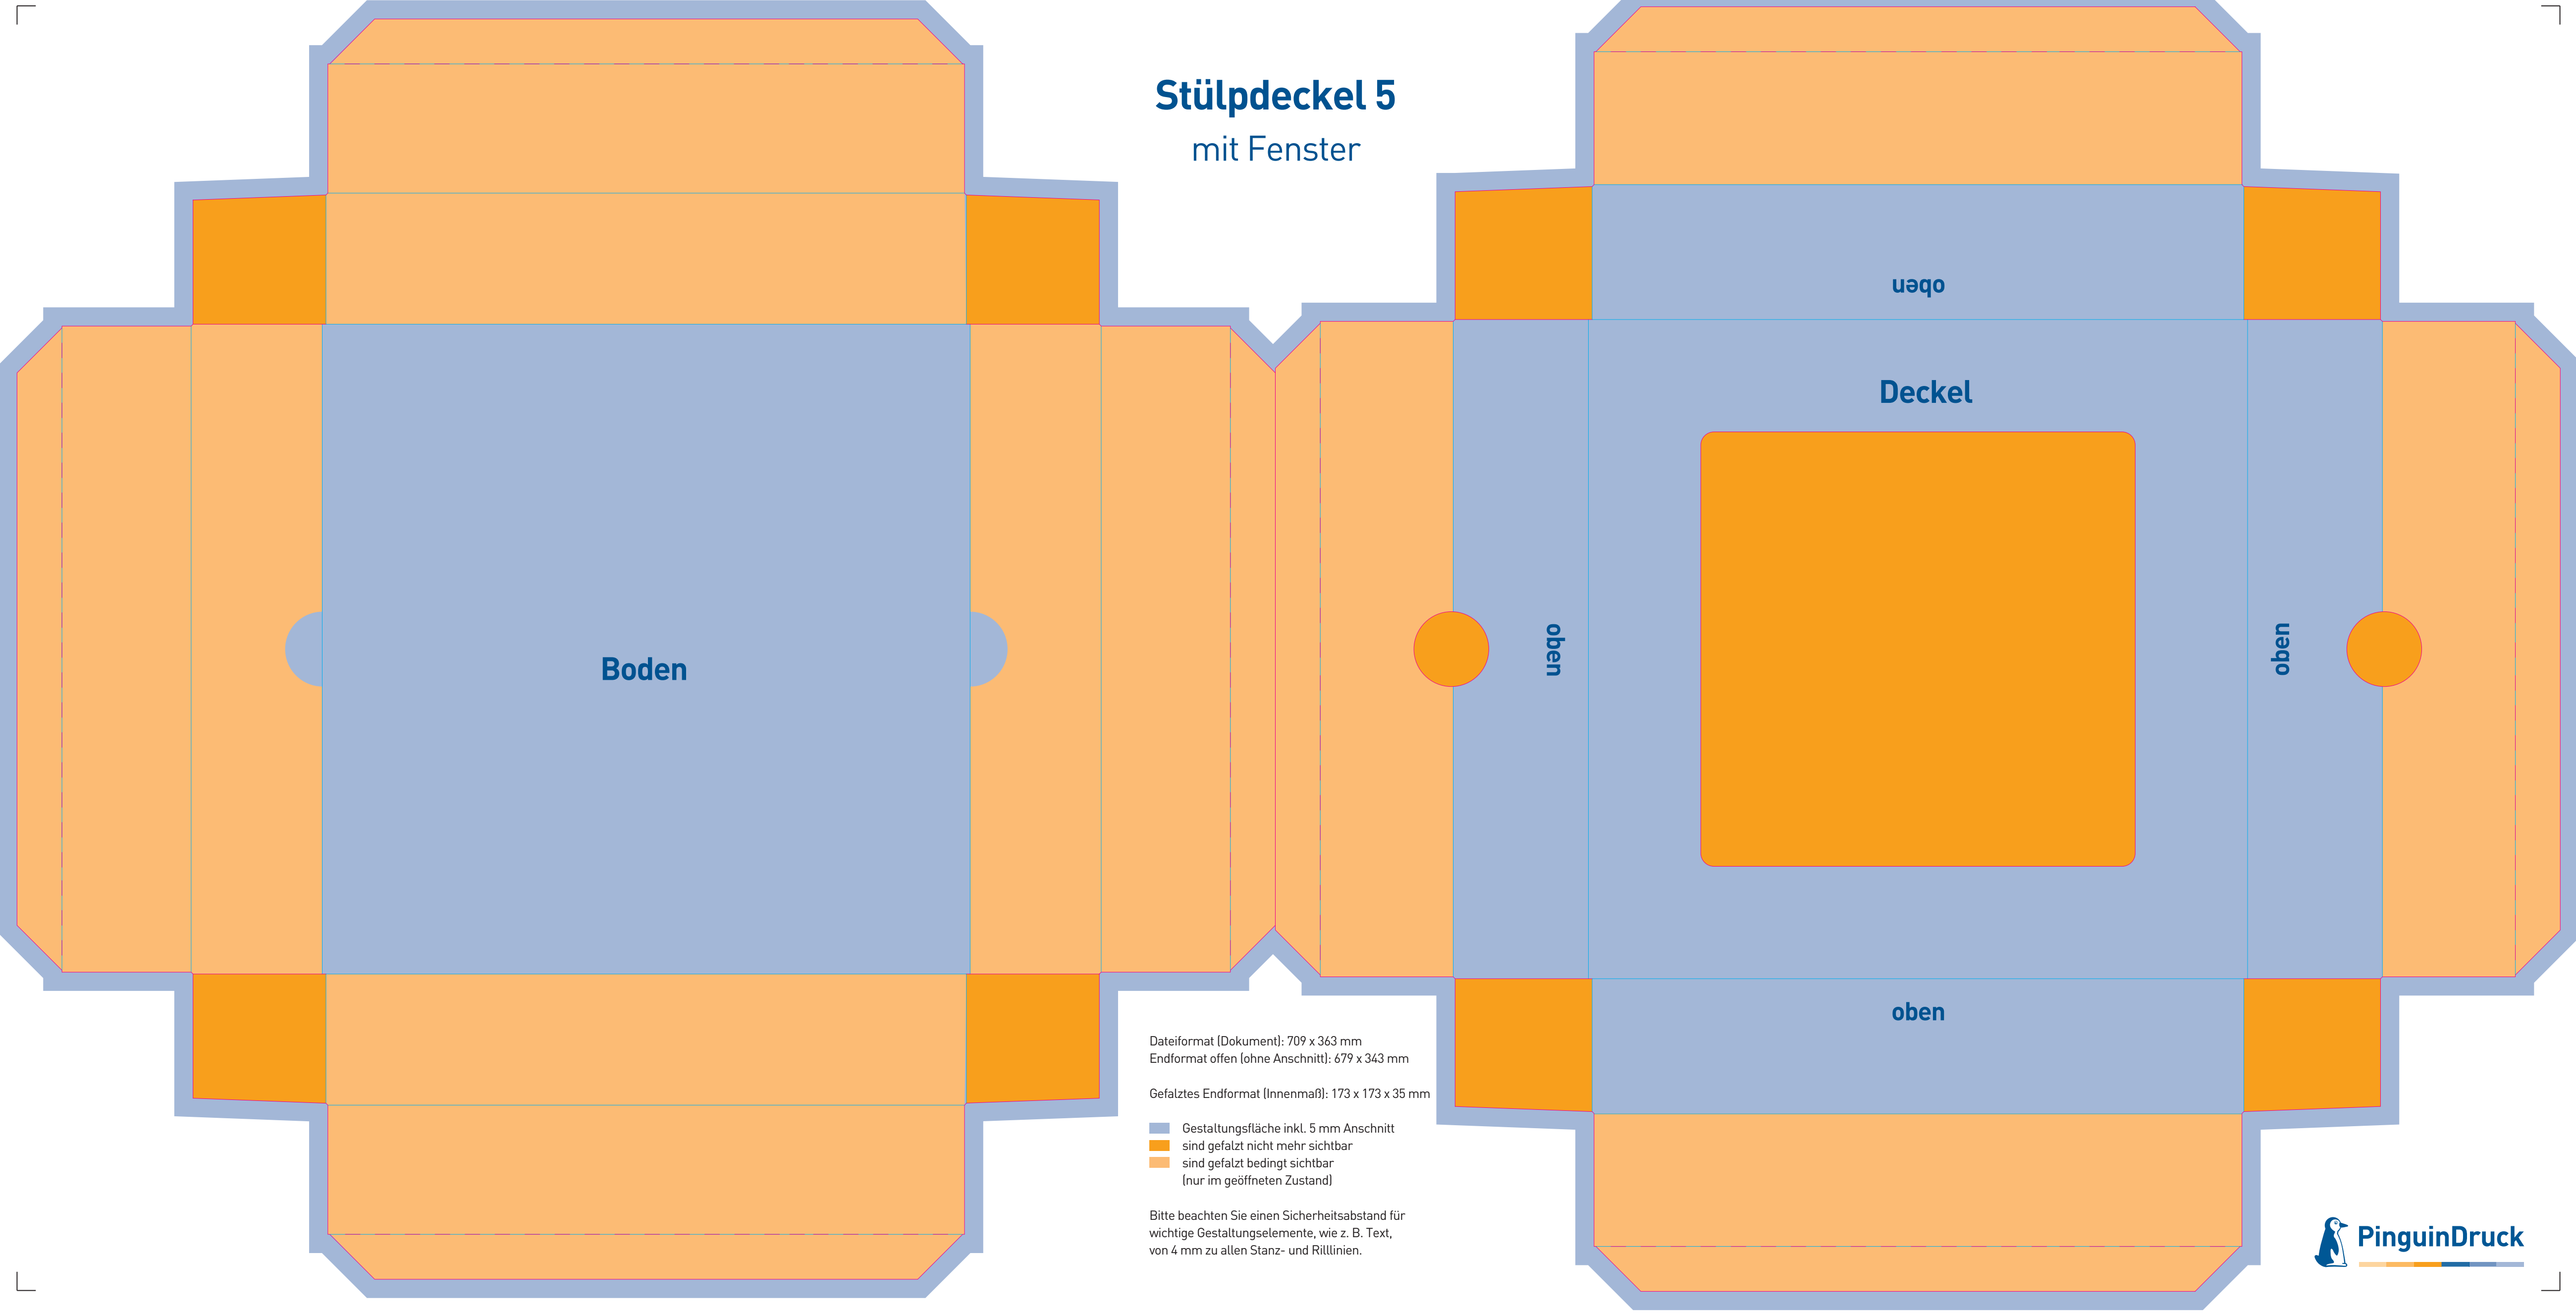 Stülpdeckel 5
mit Fenster
oben
Deckel
oben
oben
Boden
oben
Dateiformat (Dokument): 709 x 363 mm
Endformat offen (ohne Anschnitt): 679 x 343 mm
Gefalztes Endformat (Innenmaß): 173 x 173 x 35 mm
Gestaltungsfläche inkl. 5 mm Anschnitt
sind gefalzt nicht mehr sichtbar
sind gefalzt bedingt sichtbar
(nur im geöffneten Zustand)
Bitte beachten Sie einen Sicherheitsabstand für
wichtige Gestaltungselemente, wie z. B. Text,
von 4 mm zu allen Stanz- und Rilllinien.
PinguinDruck